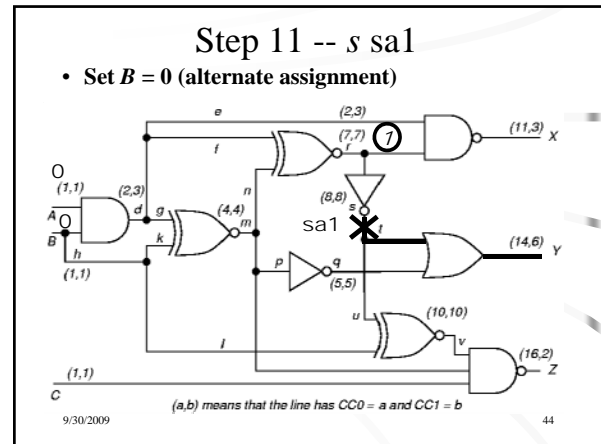 Step 11 -- s sa1
• Set B = 0 (alternate assignment)
e
(2,3)
(11,3)
X
f
(7,7)
r
1
0
n
(1,1)
(2,3)
(8,8)
A
0
d
g
(4,4)
s
B
m
sa1
t
k
(14,6)
h
Y
(1,1)
p
q
(5,5)
(10,10)
u
v
(16,2)
l
Z
(1,1)
C
(a,b) means that the line has CC0 = a and CC1 = b
9/30/2009
44